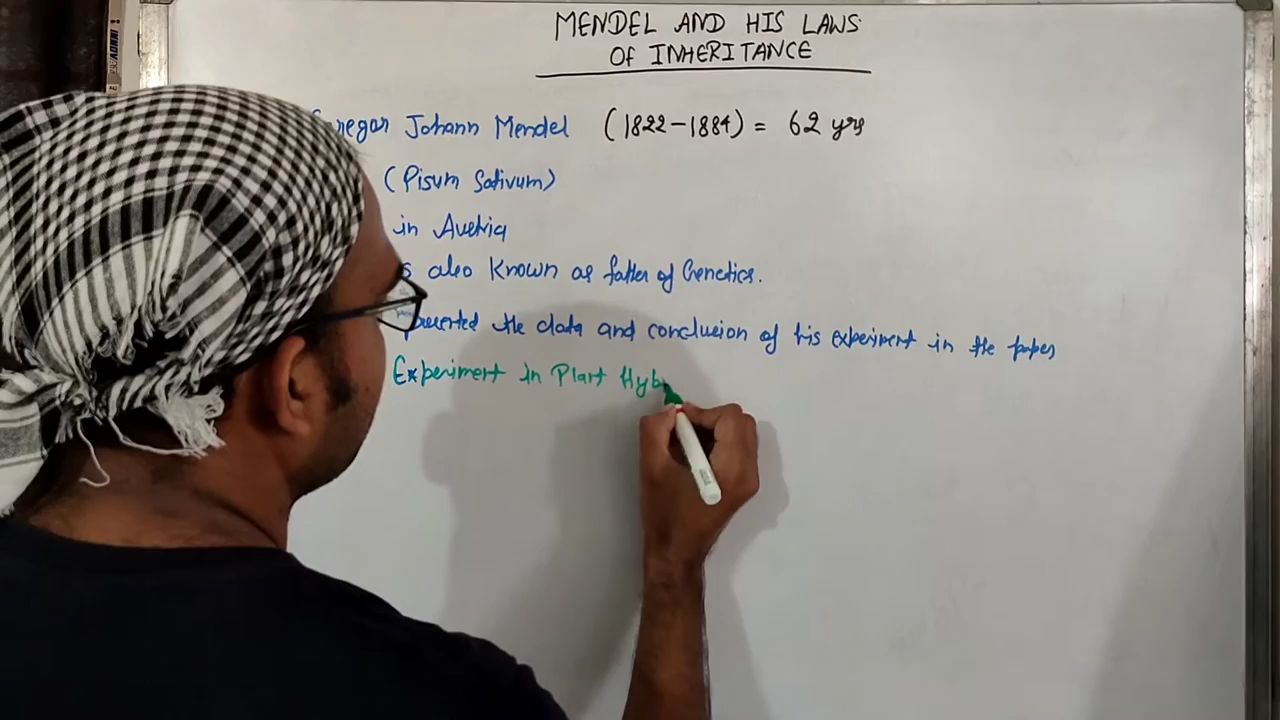 MENDEL AND HIS LAWS
OF INHERITANCE
Gregor Johann Mendel (1822-1884) = 62 yrs
(Pisum Sativum)
in Austria
also Known as father of Genetics.
the data and conclusion of his experiment in the paper
Experiment in Plant Hyb